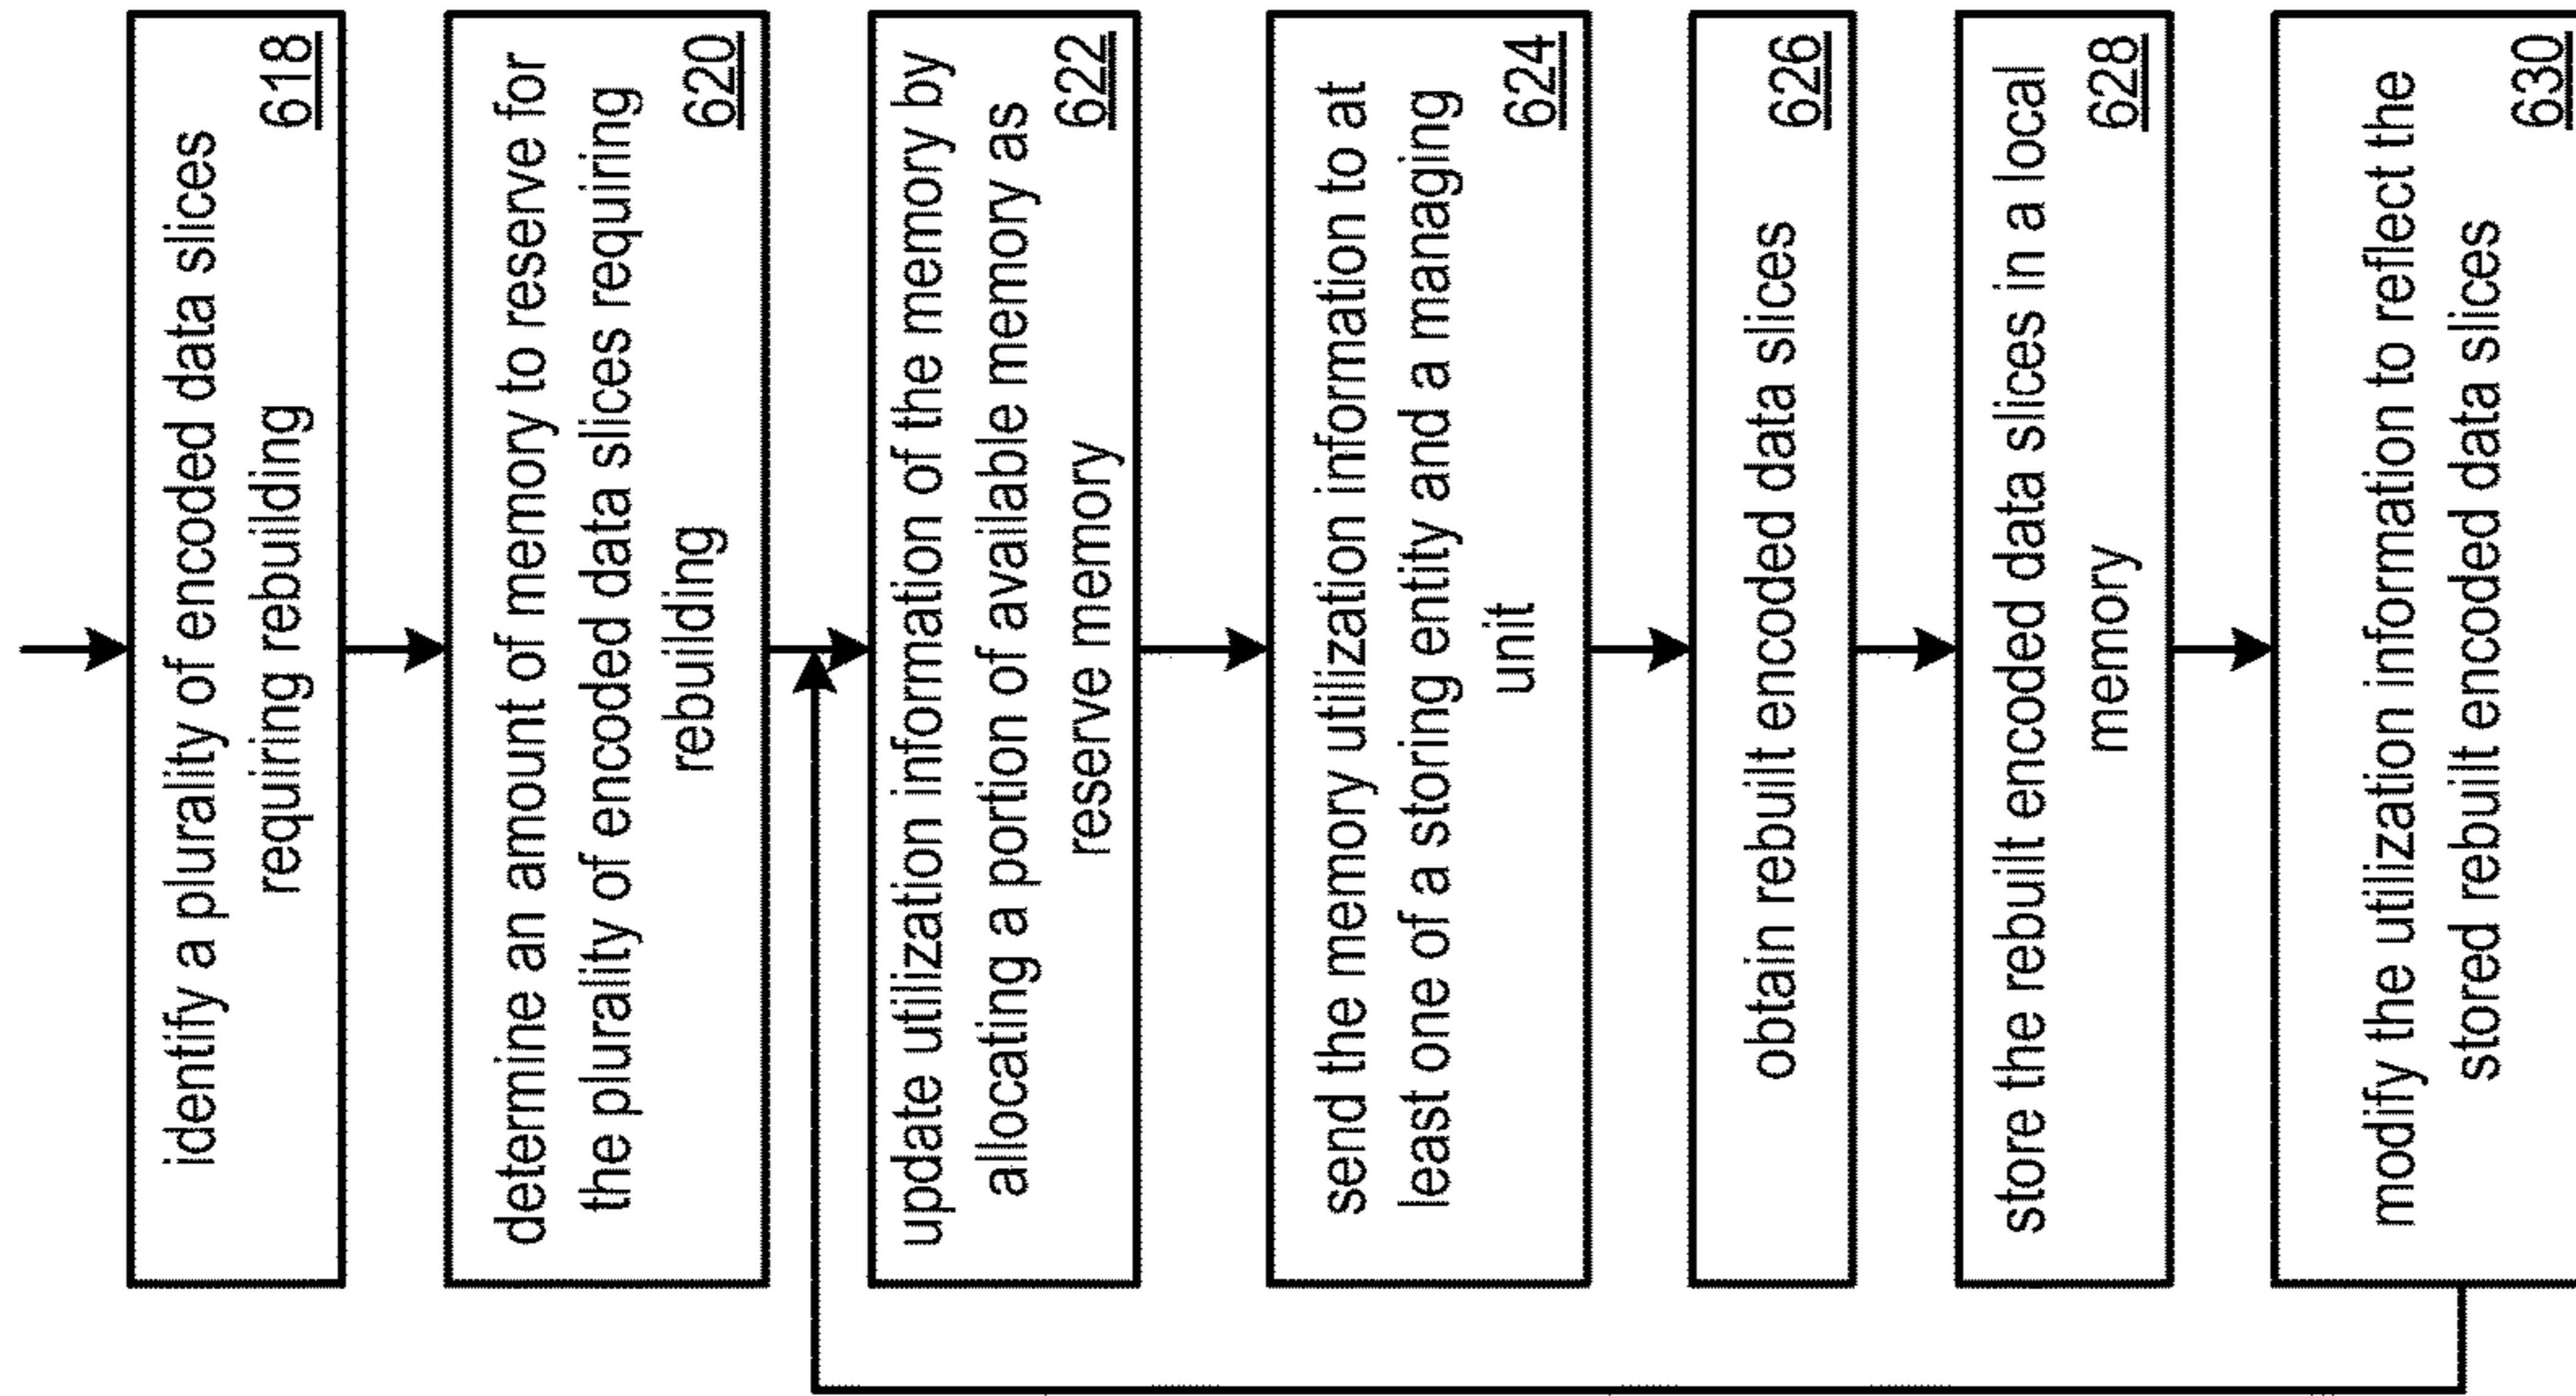 identify a plurality of encoded data slices
requiring rebuilding
618
determine an amount of memory to reserve for
the plurality of encoded data slices requiring
rebuilding
620
update utilization information of the memory by
allocating a portion of available memory as
reserve memory
622
send the memory utilization information to at
least one of a storing entity and a managing
unit
624
obtain rebuilt encoded data slices
626
store the rebuilt encoded data slices in a local
memory
628
modify the utilization information to reflect the
stored rebuilt encoded data slices
630